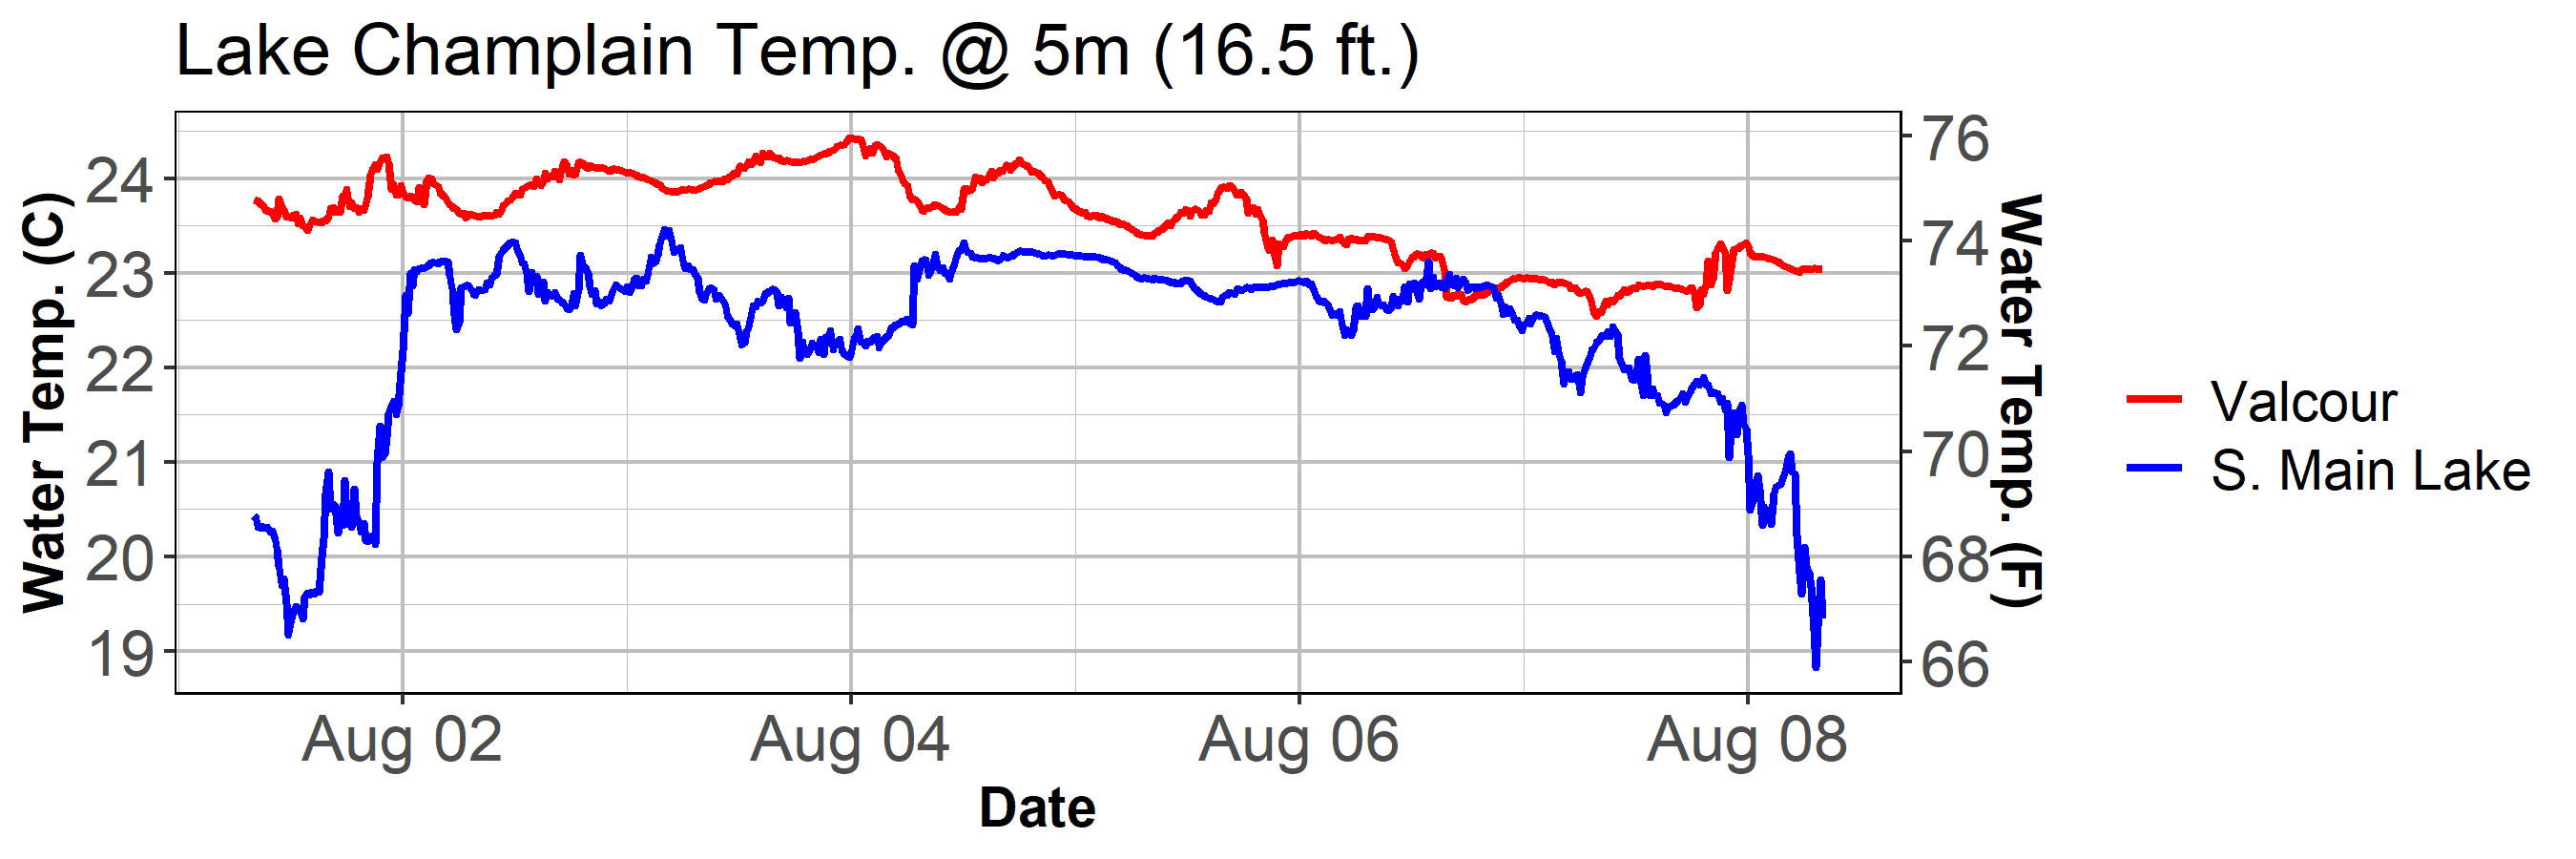 Lake Champlain Temp. @ 5m (16.5 ft.)
Water Temp. (C)
24
23
22
21
20
19
76
74
72
70
68
66
Water Temp. (F)
Aug 02 Aug 04 Aug 06 Aug 08
Date
Valcour
S. Main Lake